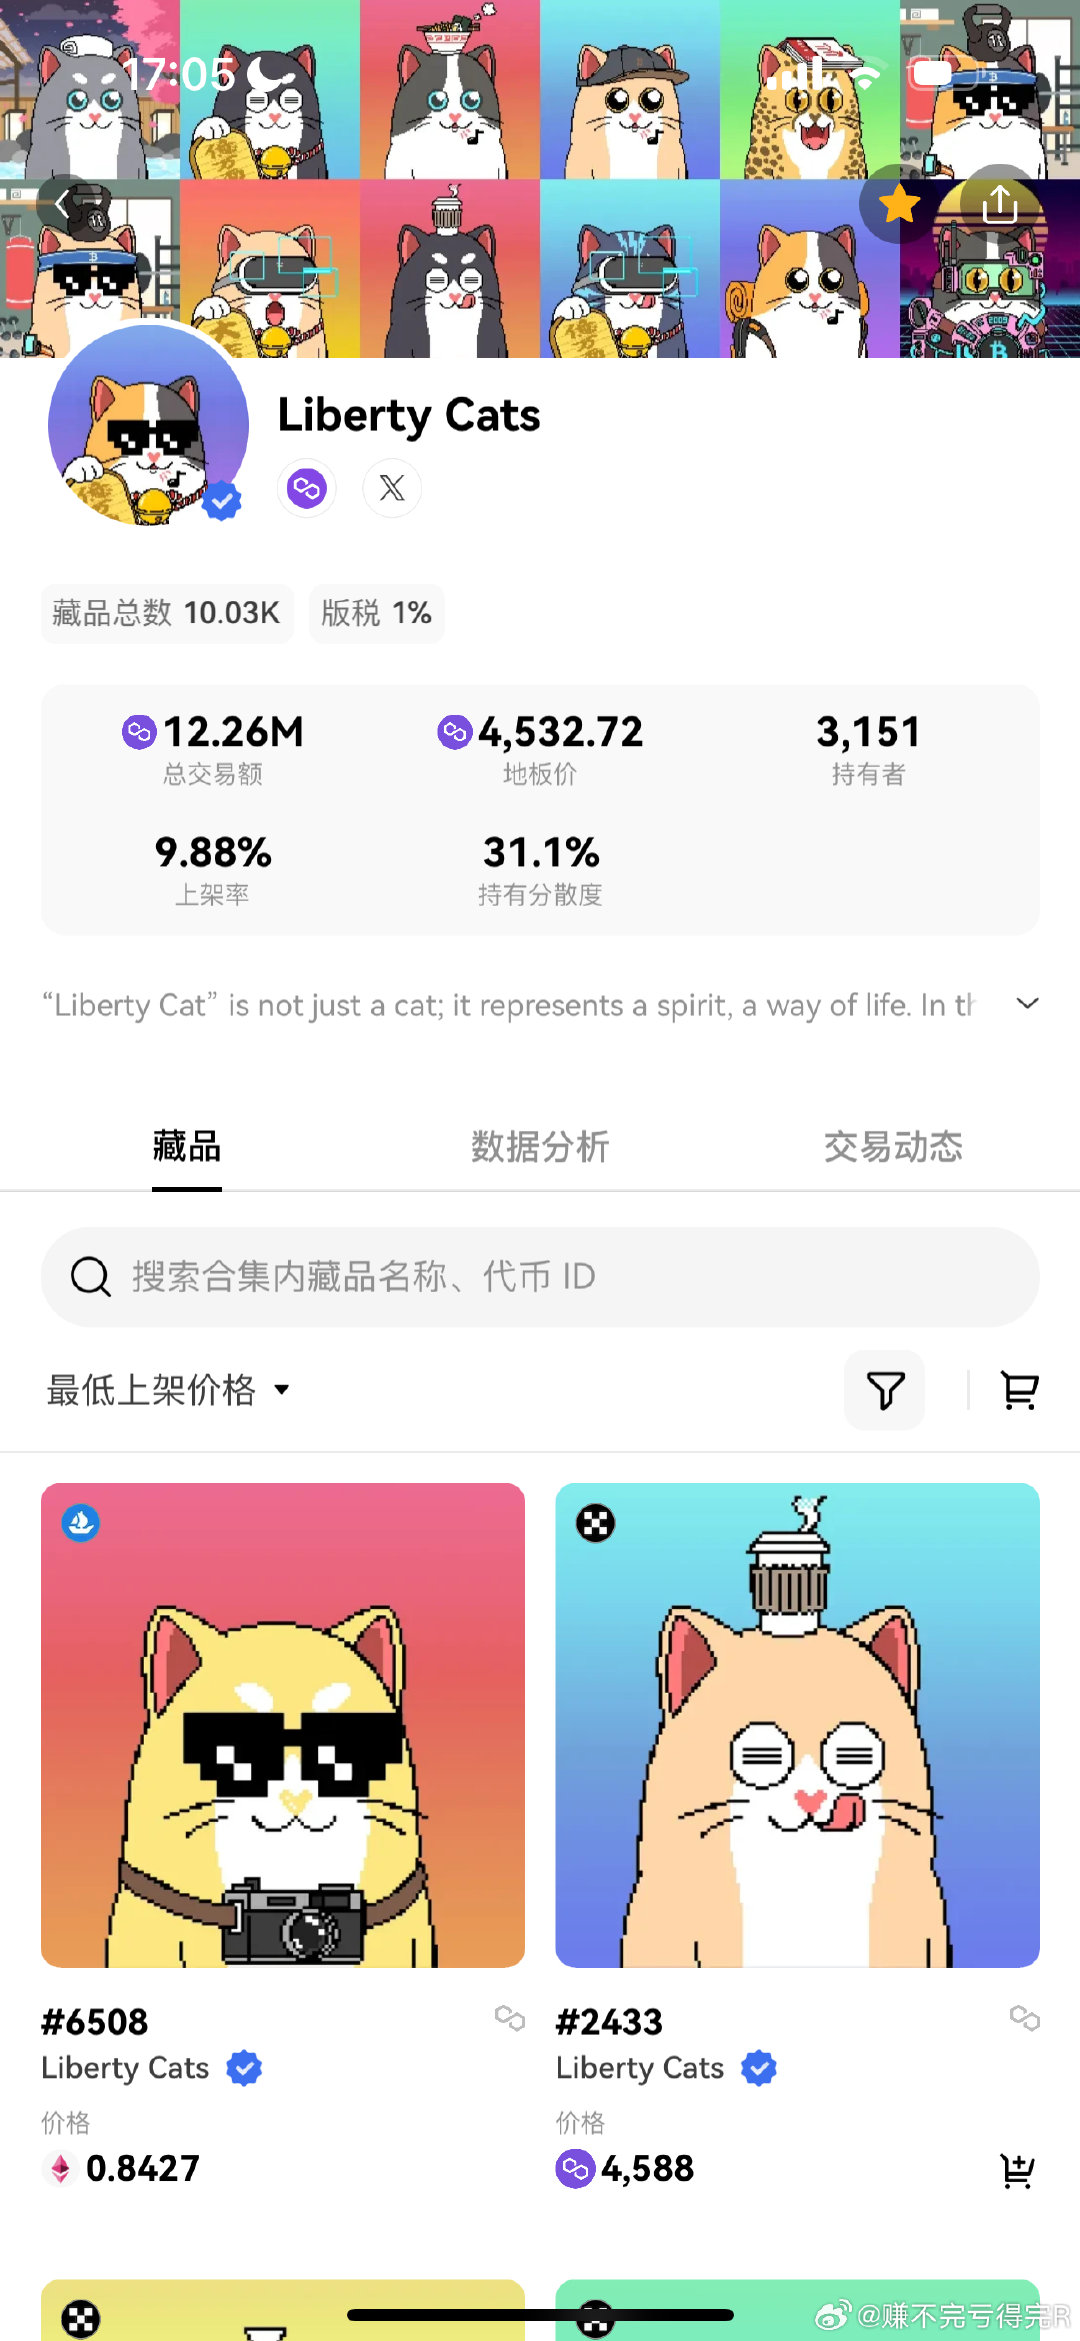 17:05
Liberty Cats
藏品总数 10.03K 版税 1%
12.26M 4,532.72 3,151
总交易额 地板价 持有者
9.88% 31.1%
上架率 持有分散度
“Liberty Cat” is not just a cat; it represents a spirit, a way of life. In th
藏品 数据分析 交易动态
搜索合集内藏品名称、代币 ID
最低上架价格
#6508 #2433
Liberty Cats Liberty Cats
价格 价格
0.8427 4,588
@赚不完亏得完R